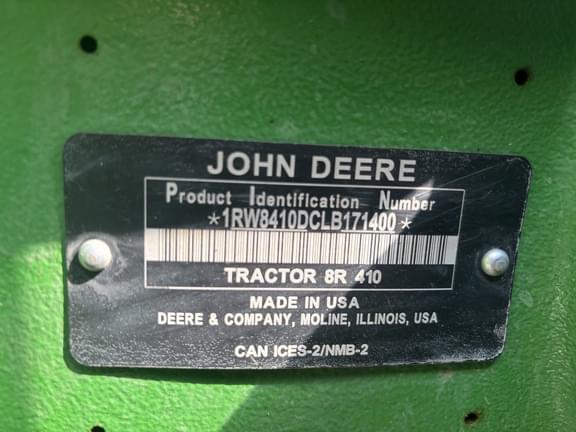 JOHN DEERE
Product Identification Number
*1RW8410DCLB171400*
TRACTOR 8R 410
MADE IN USA
DEERE & COMPANY, MOLINE, ILLINOIS, USA
CAN ICES-2/NMB-2